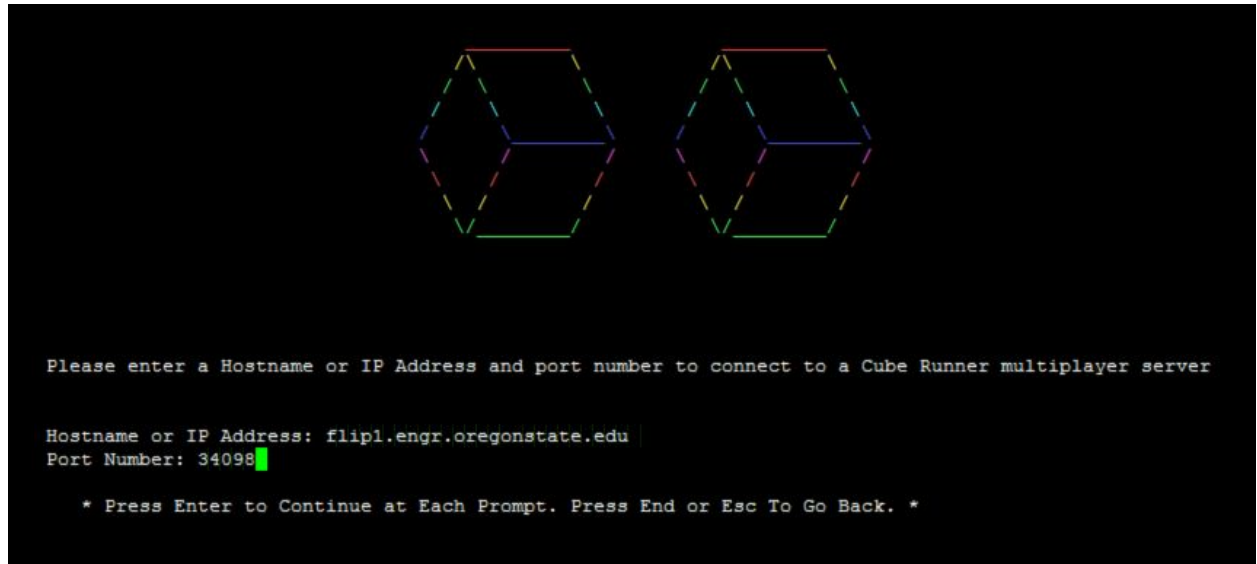 Please enter a Hostname or IP Address and port number to connect to a Cube Runner multiplayer server
Hostname or IP Address: flip1.engr.oregonstate.edu
Port Number: 34098
* Press Enter to Continue at Each Prompt. Press End or Esc To Go Back. *